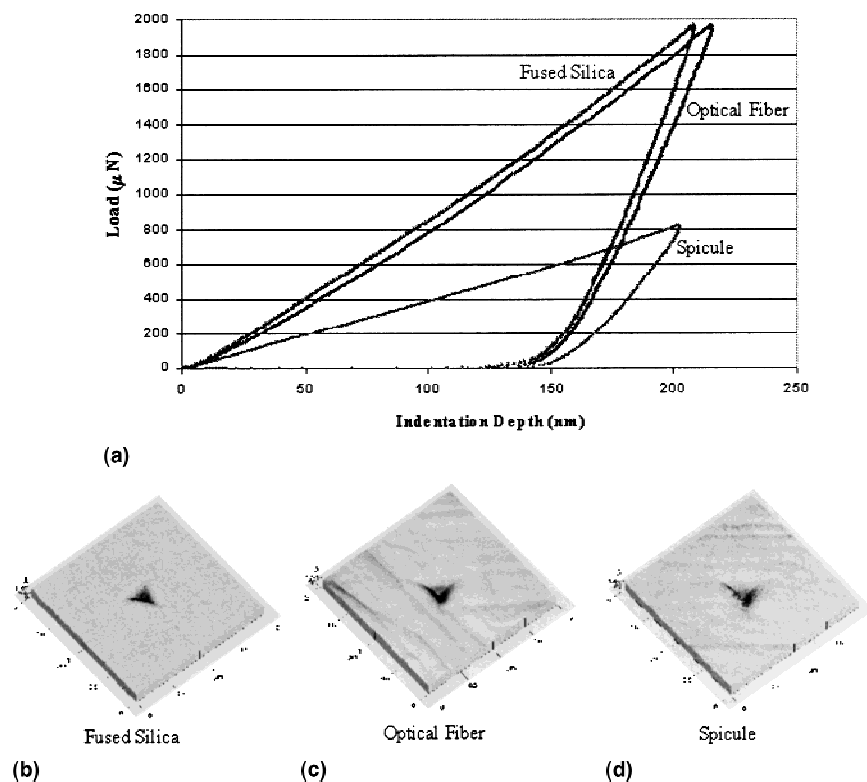 2000
1800
1600
1400
1200
1000
800
600
400
200
0
Load (μN)
Fused Silica
Optical Fiber
Spicule
0 50 100 150 200 250
Indentation Depth (nm)
(a)
Fused Silica
Optical Fiber
Spicule
(b) (c) (d)